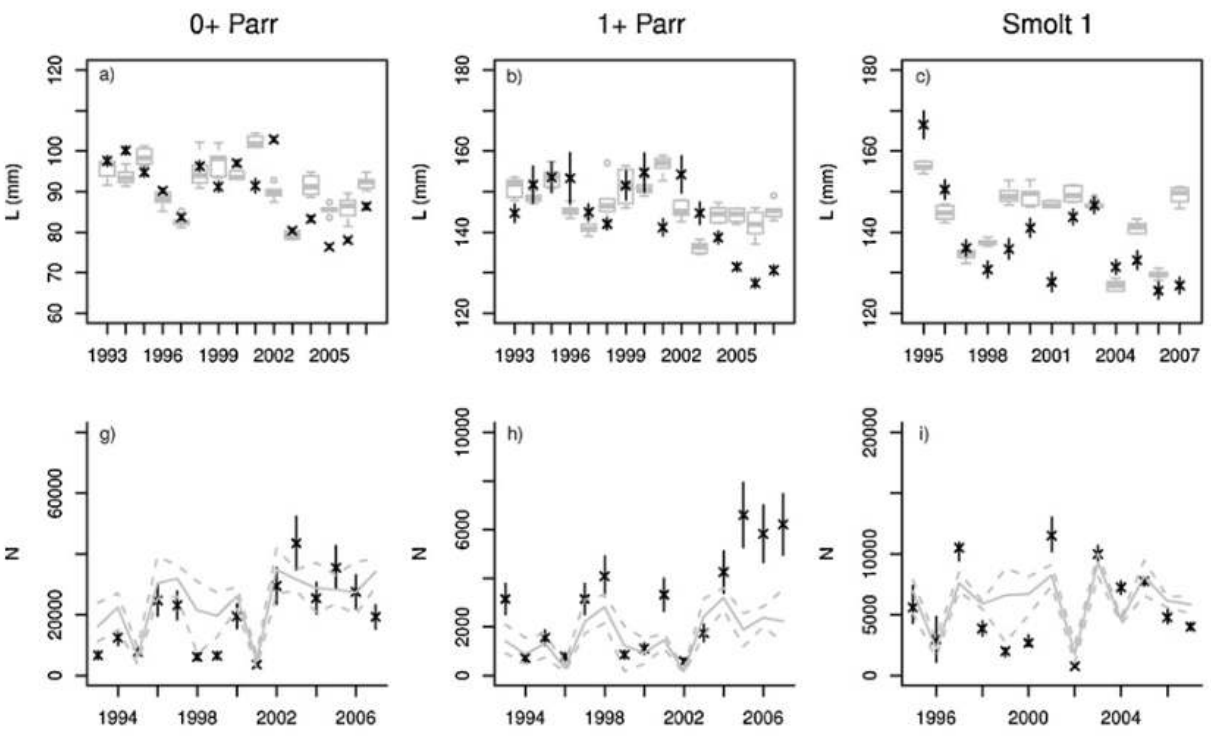 0+ Parr
1+ Parr
Smolt 1
a)
L (mm)
120
100
90
80
70
60
1993 1996 1999 2002 2005
b)
L (mm)
180
160
140
120
1993 1996 1999 2002 2005
c)
L (mm)
180
160
140
120
1995 1998 2001 2004 2007
g)
N
60000
20000
0
1994 1998 2002 2006
h)
N
10000
6000
2000
0
1994 1998 2002 2006
i)
N
20000
10000
5000
0
1996 2000 2004